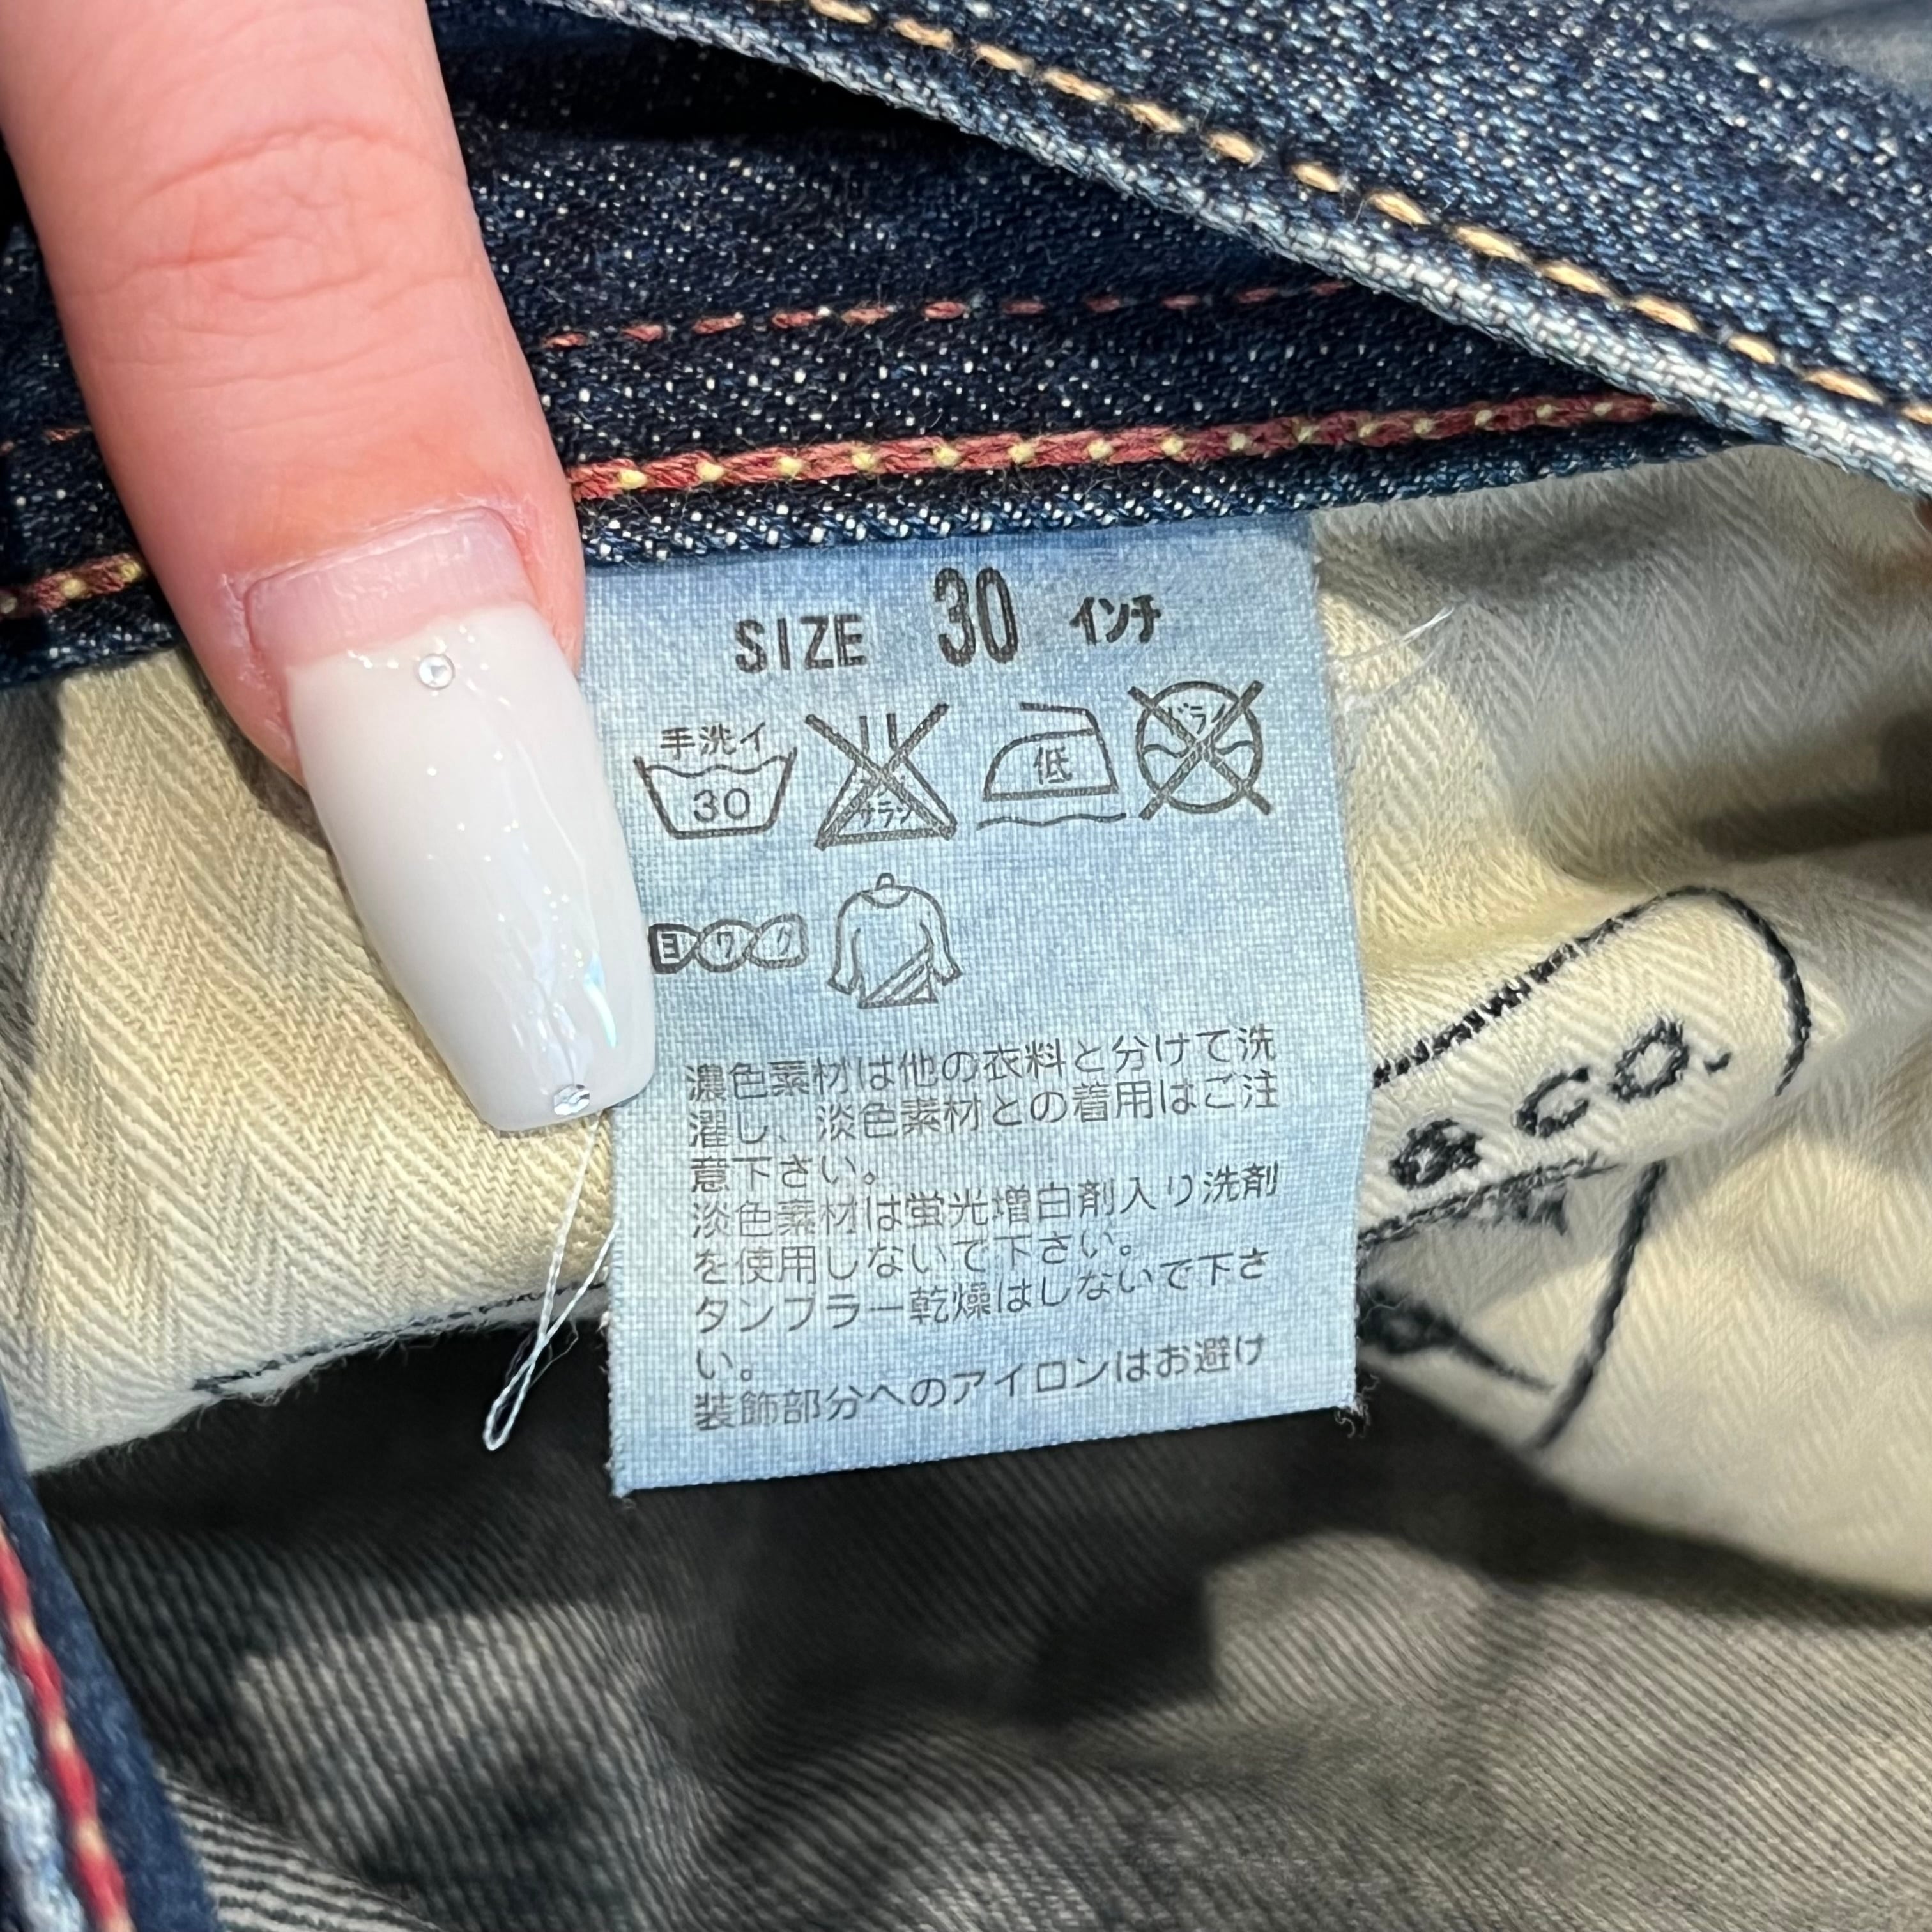 SIZE 30 インチ
手洗イ
30
サラシ
低
ドライ
ヨワク
濃色素材は他の衣料と分けて洗
濯し、淡色素材との着用はご注
意下さい。
淡色素材は蛍光増白剤入り洗剤
を使用しないで下さい。
タンブラー乾燥はしないで下さ
い。
装飾部分へのアイロンはお避け
& CO.